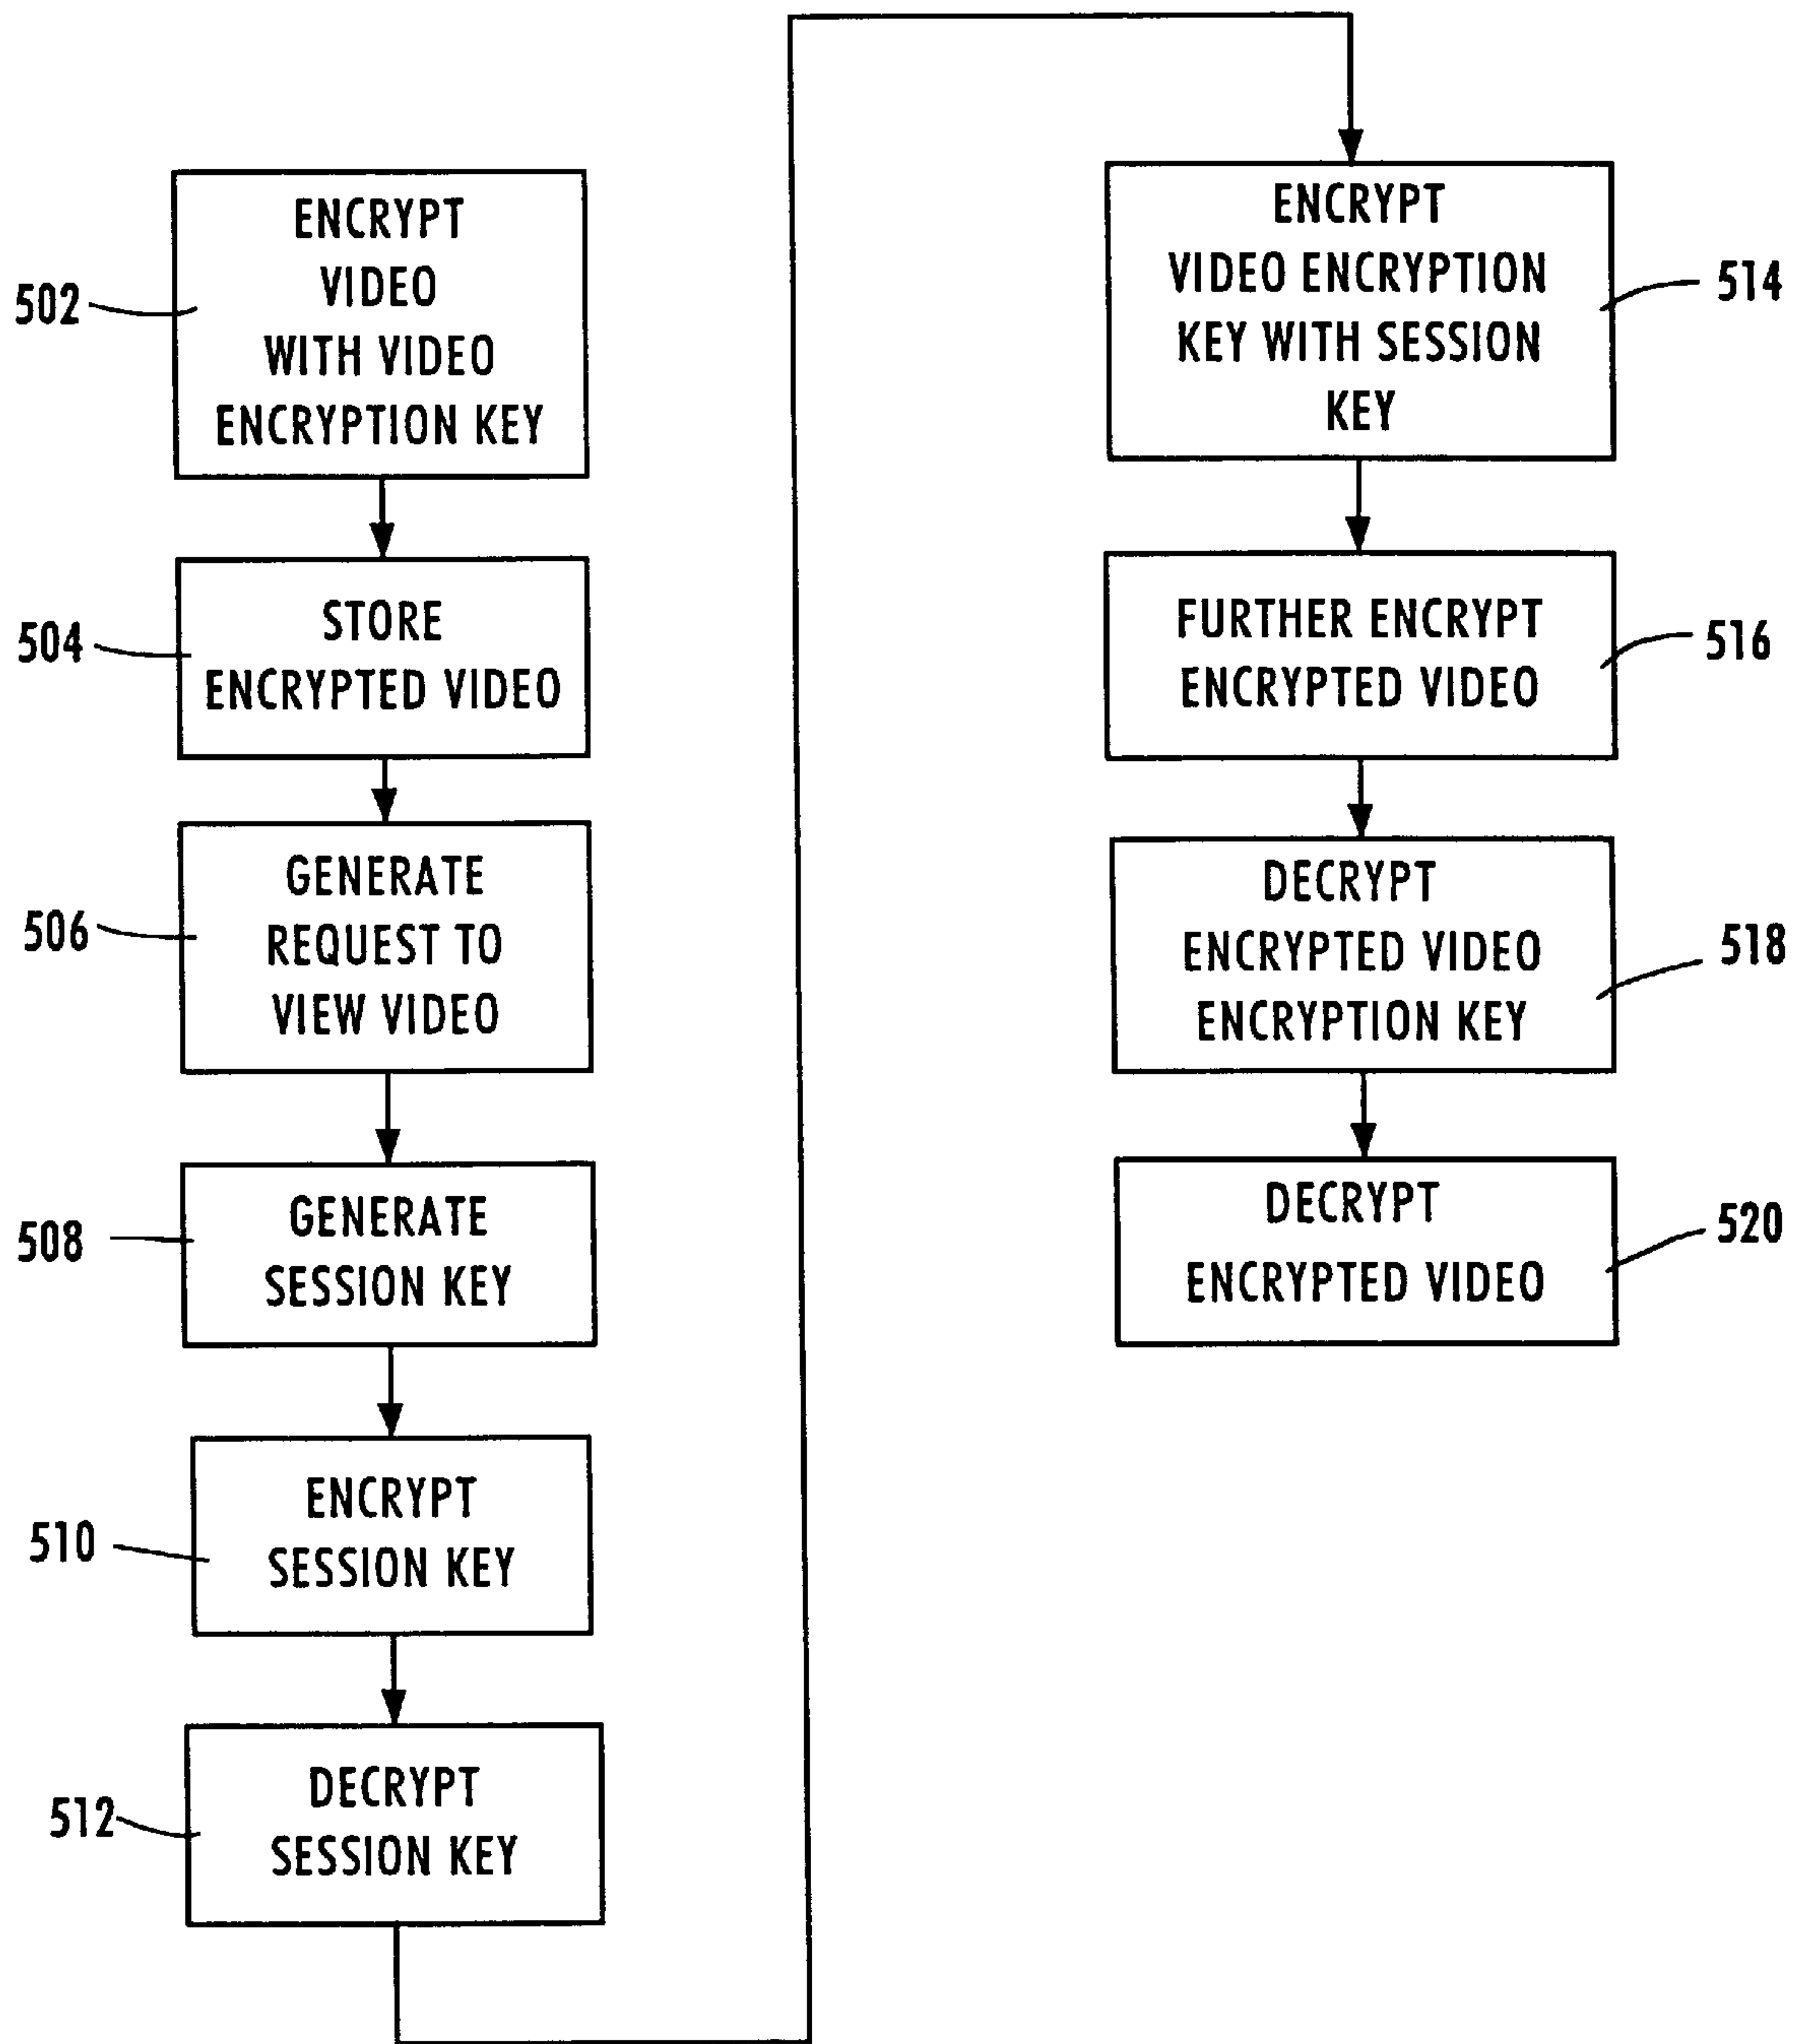 502
ENCRYPT
VIDEO
WITH VIDEO
ENCRYPTION KEY
504
STORE
ENCRYPTED VIDEO
506
GENERATE
REQUEST TO
VIEW VIDEO
508
GENERATE
SESSION KEY
510
ENCRYPT
SESSION KEY
512
DECRYPT
SESSION KEY
ENCRYPT
VIDEO ENCRYPTION
KEY WITH SESSION
KEY
514
FURTHER ENCRYPT
ENCRYPTED VIDEO
516
DECRYPT
ENCRYPTED VIDEO
ENCRYPTION KEY
518
DECRYPT
ENCRYPTED VIDEO
520